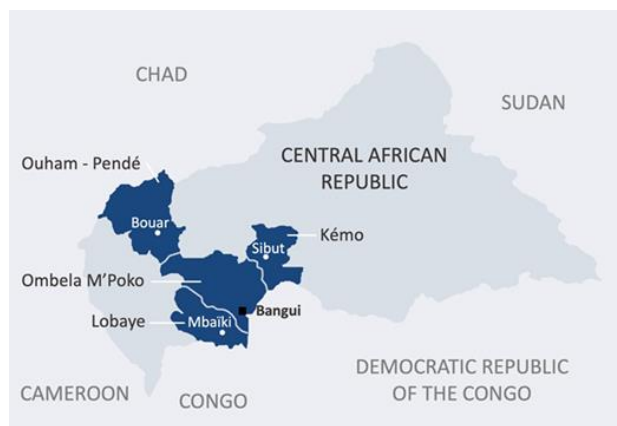 CHAD
SUDAN
Ouham - Pendé
CENTRAL AFRICAN
REPUBLIC
Bouar
Kémo
Sibut
Ombela M'Poko
Bangui
Lobaye
Mbaïki
DEMOCRATIC REPUBLIC
OF THE CONGO
CAMEROON
CONGO